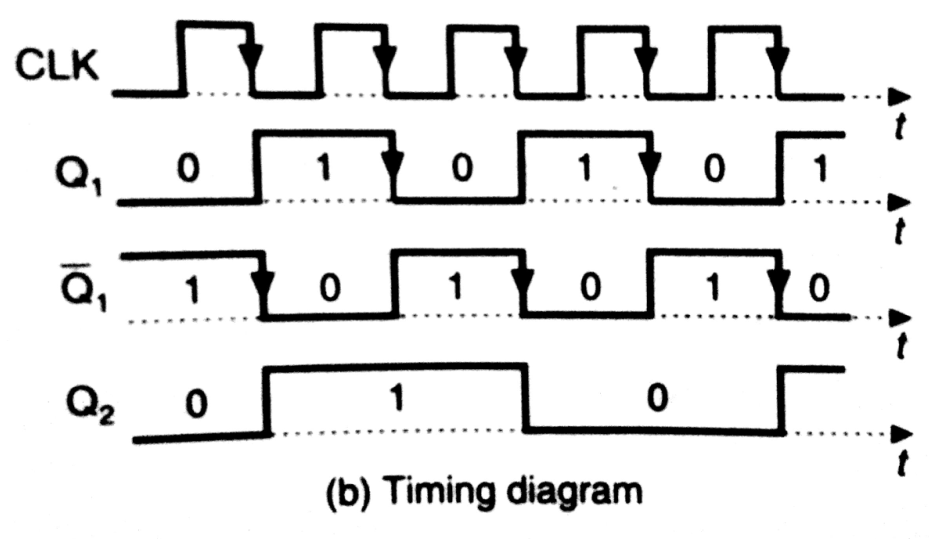 CLK
t
Q₁ 0 1 0 1 0 1
t
Q̅₁ 1 0 1 0 1 0
t
Q₂ 0 1 0
t
(b) Timing diagram